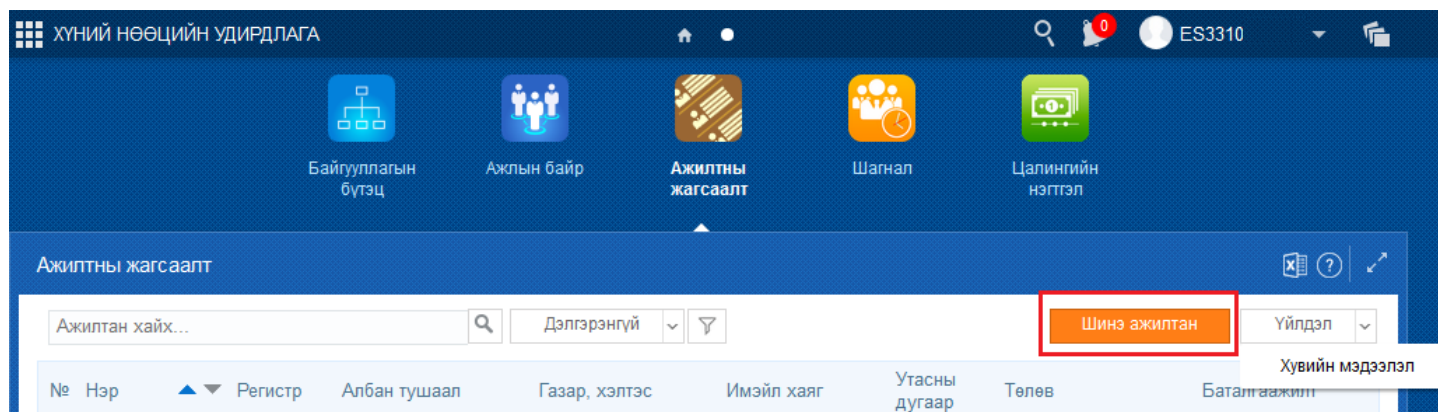 ХҮНИЙ НӨӨЦИЙН УДИРДЛАГА
0
ES3310
Байгууллагын
бүтэц
Ажлын байр
Ажилтны
жагсаалт
Шагнал
Цалингийн
нэгтгэл
Ажилтны жагсаалт
Ажилтан хайх...
Дэлгэрэнгүй
Шинэ ажилтан
Үйлдэл
Хувийн мэдээлэл
№ Нэр Регистр Албан тушаал Газар, хэлтэс Имэйл хаяг Утасны
дугаар Төлөв Баталгаажилт